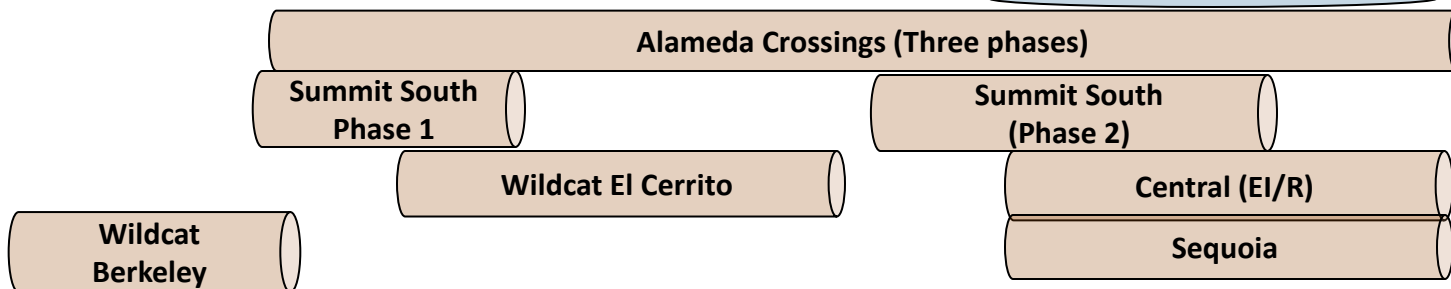 Alameda Crossings (Three phases)
Summit South
Phase 1
Summit South
(Phase 2)
Wildcat El Cerrito
Central (EI/R)
Wildcat
Berkeley
Sequoia